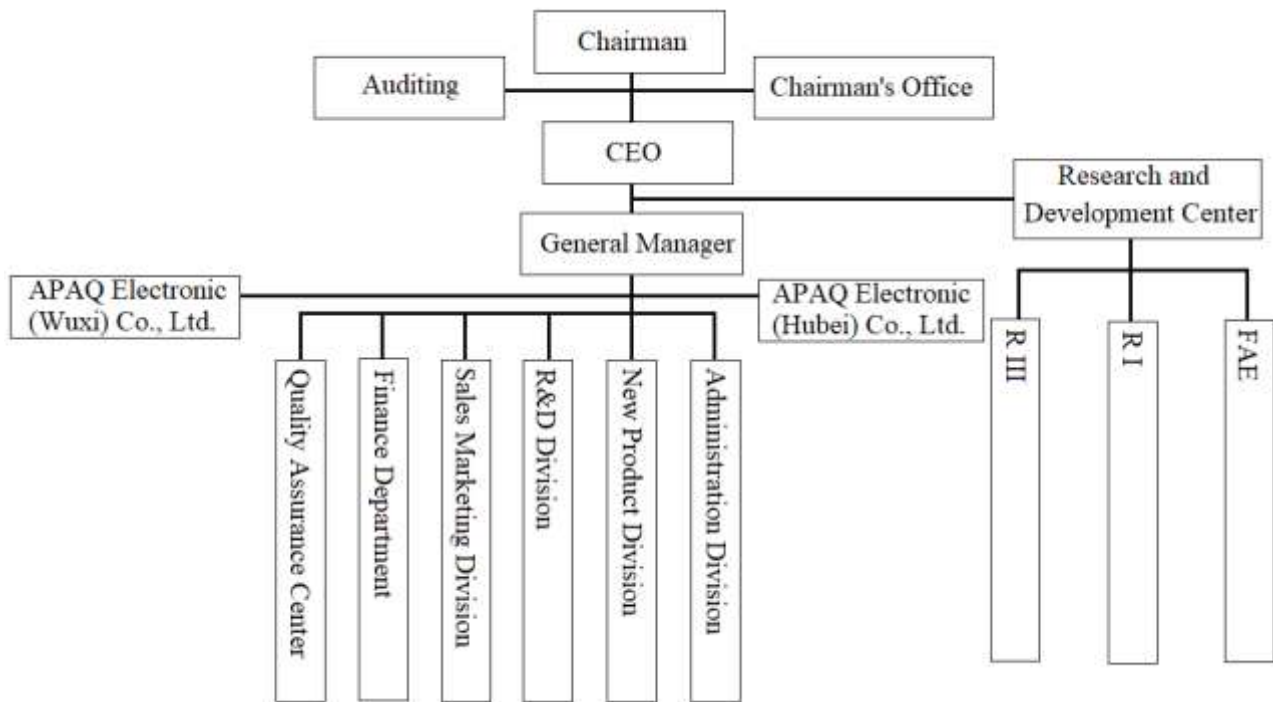 Chairman
Auditing
Chairman's Office
CEO
Research and
Development Center
General Manager
APAQ Electronic
(Wuxi) Co., Ltd.
APAQ Electronic
(Hubei) Co., Ltd.
Quality Assurance Center
Finance Department
Sales Marketing Division
R&D Division
New Product Division
Administration Division
R III
R I
FAE